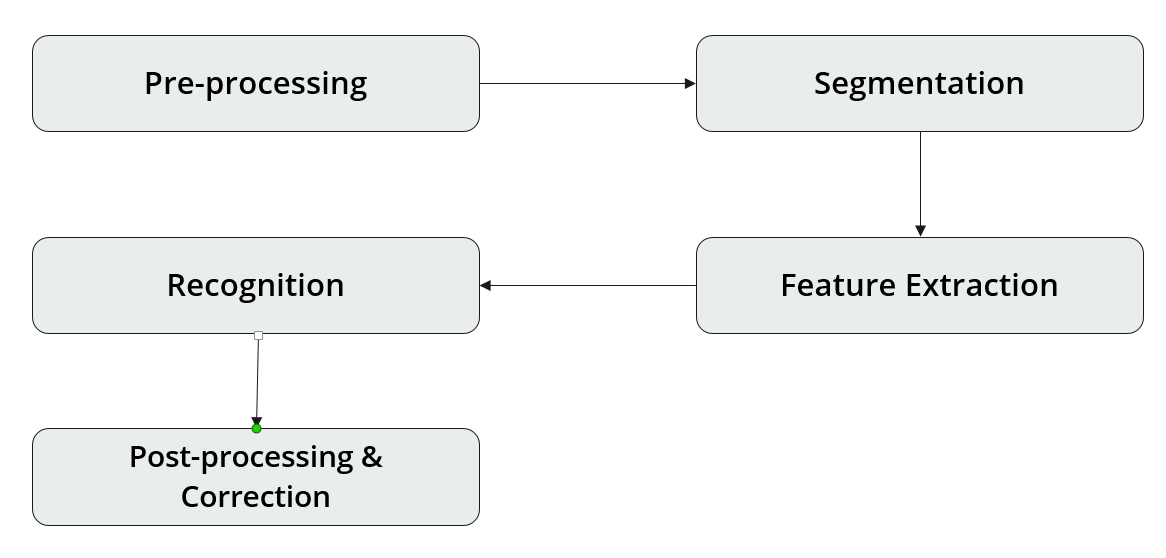 Pre-processing
Segmentation
Recognition
Feature Extraction
Post-processing &
Correction